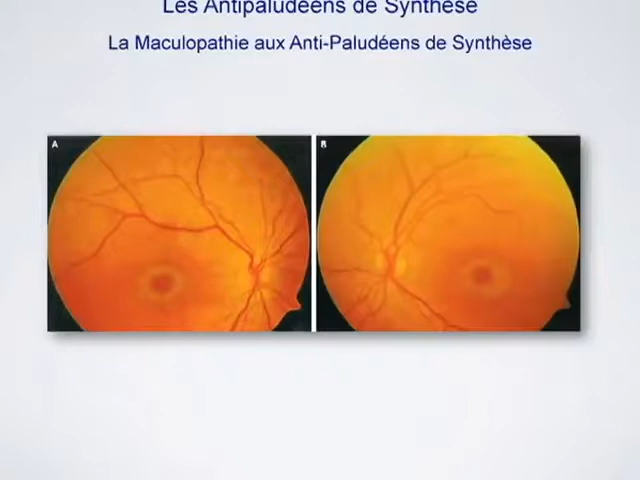 Les Antipaludéens de Synthèse
La Maculopathie aux Anti-Paludéens de Synthèse
A
B